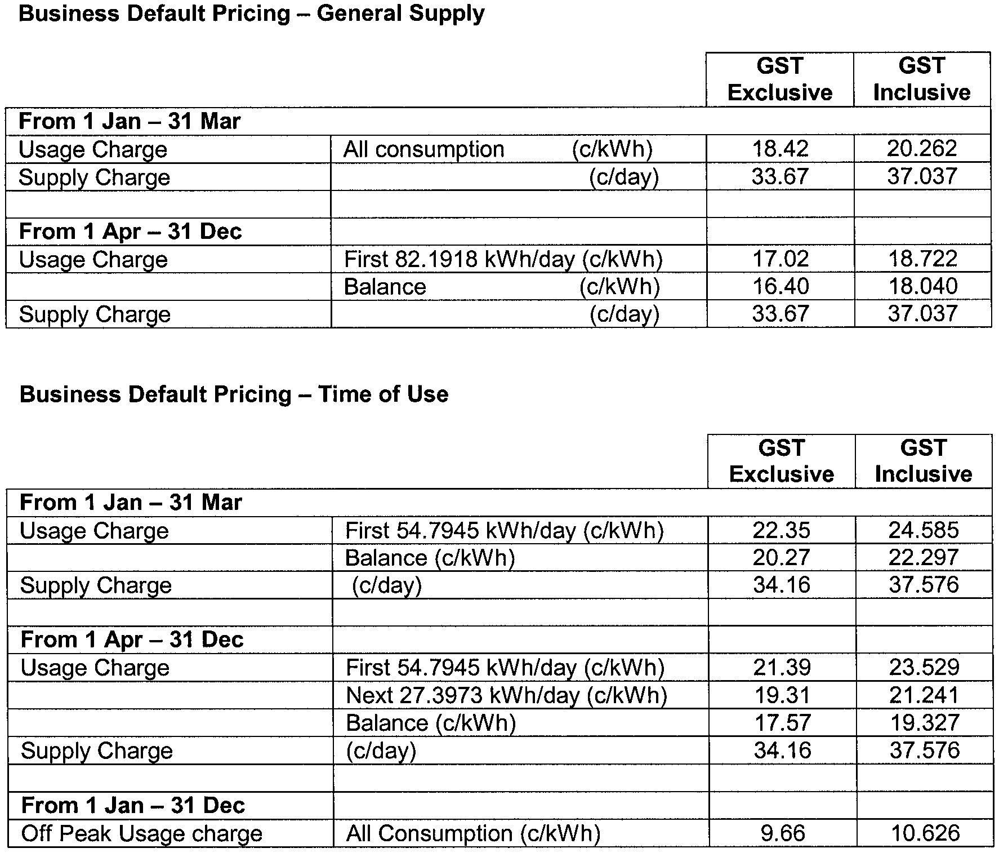 Business Default Pricing – General Supply
GST Exclusive GST Inclusive
From 1 Jan – 31 Mar
Usage Charge All consumption (c/kWh) 18.42 20.262
Supply Charge (c/day) 33.67 37.037
From 1 Apr – 31 Dec
Usage Charge First 82.1918 kWh/day (c/kWh) 17.02 18.722
Balance (c/kWh) 16.40 18.040
Supply Charge (c/day) 33.67 37.037
Business Default Pricing – Time of Use
GST Exclusive GST Inclusive
From 1 Jan – 31 Mar
Usage Charge First 54.7945 kWh/day (c/kWh) 22.35 24.585
Balance (c/kWh) 20.27 22.297
Supply Charge (c/day) 34.16 37.576
From 1 Apr – 31 Dec
Usage Charge First 54.7945 kWh/day (c/kWh) 21.39 23.529
Next 27.3973 kWh/day (c/kWh) 19.31 21.241
Balance (c/kWh) 17.57 19.327
Supply Charge (c/day) 34.16 37.576
From 1 Jan – 31 Dec
Off Peak Usage charge All Consumption (c/kWh) 9.66 10.626